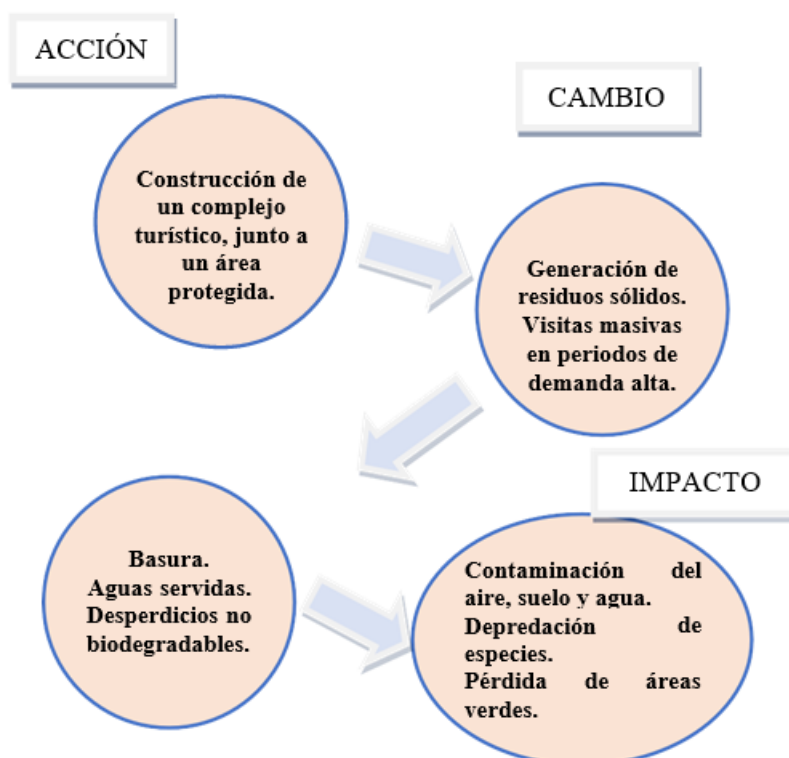 ACCIÓN
CAMBIO
Construcción de
un complejo
turístico, junto a
un área
protegida.
Generación de
residuos sólidos.
Visitas masivas
en periodos de
demanda alta.
IMPACTO
Basura.
Aguas servidas.
Desperdicios no
biodegradables.
Contaminación del
aire, suelo y agua.
Depredación de
especies.
Pérdida de áreas
verdes.